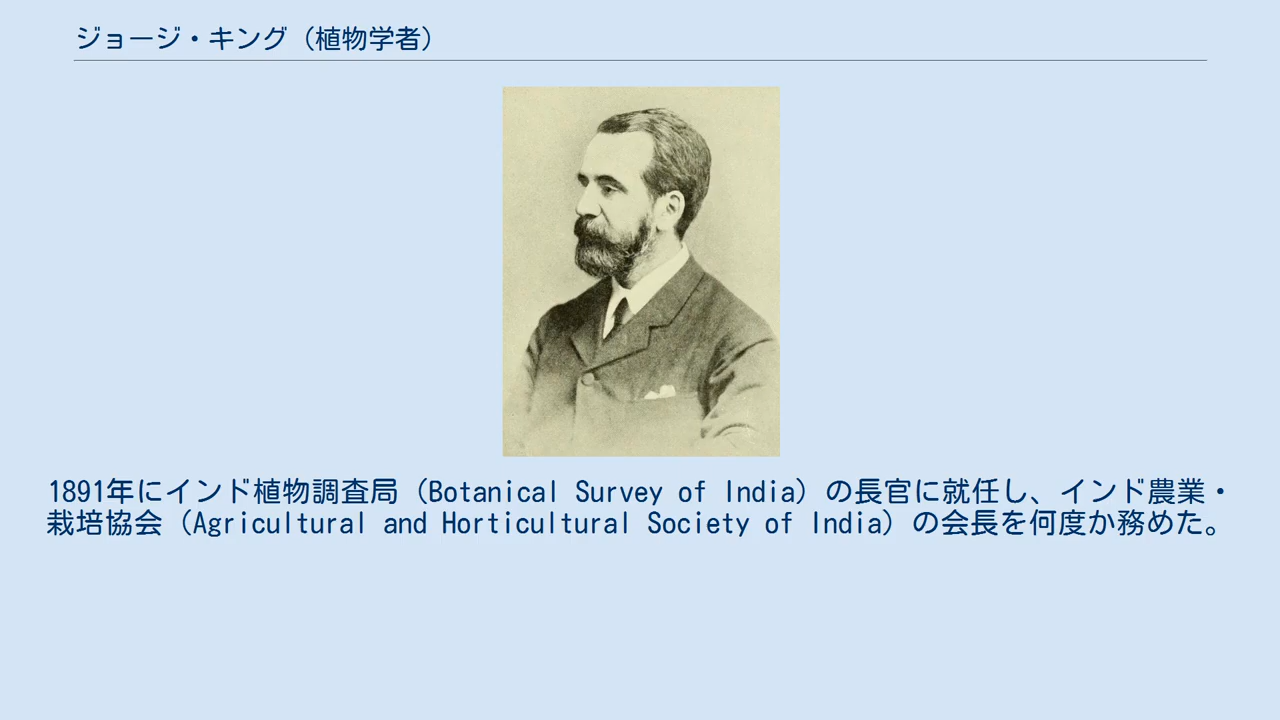 ジョージ・キング（植物学者）
1891年にインド植物調査局（Botanical Survey of India）の長官に就任し、インド農業・
栽培協会（Agricultural and Horticultural Society of India）の会長を何度か務めた。